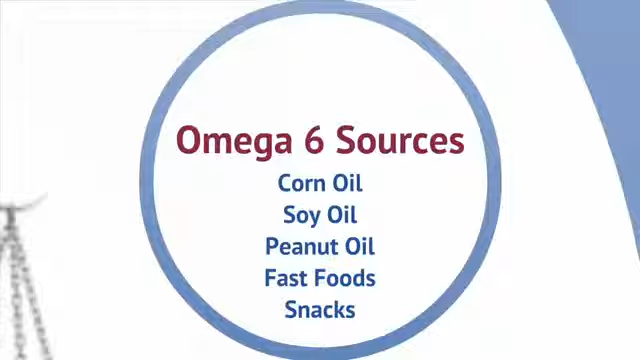 Omega 6 Sources
Corn Oil
Soy Oil
Peanut Oil
Fast Foods
Snacks